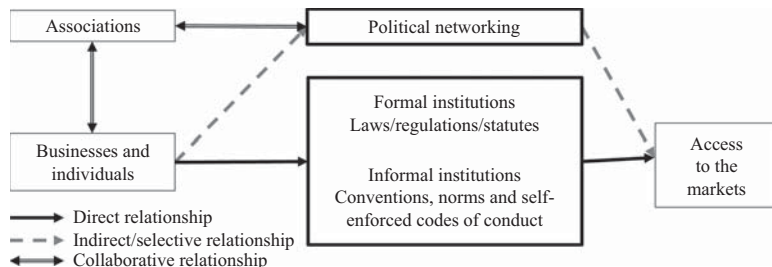 Associations
Political networking
Businesses and
individuals
Formal institutions
Laws/regulations/statutes
Informal institutions
Conventions, norms and self-
enforced codes of conduct
Access
to the
markets
Direct relationship
Indirect/selective relationship
Collaborative relationship